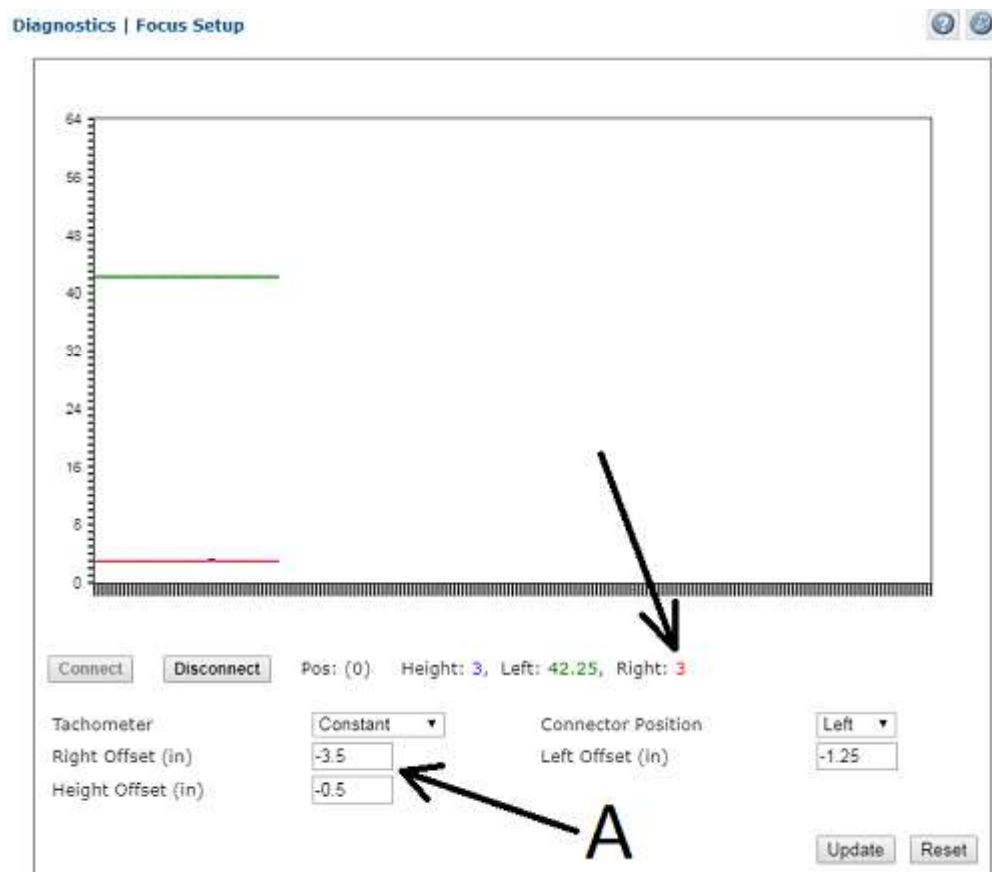 Diagnostics | Focus Setup
64
56
48
40
32
24
16
8
0
Connect Disconnect Pos: (0) Height: 3, Left: 42.25, Right: 3
Tachometer Constant Connector Position Left
Right Offset (in) -3.5 Left Offset (in) -1.25
Height Offset (in) -0.5
A
Update Reset